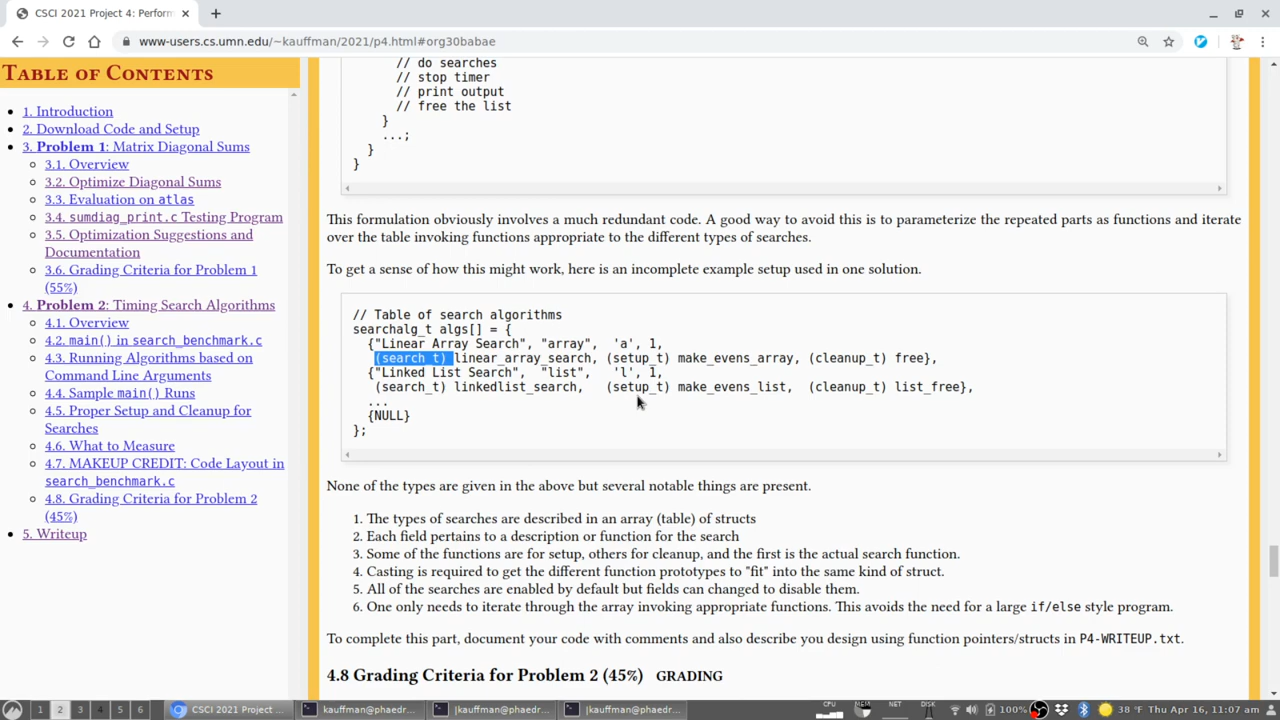 CSCI 2021 Project 4: Perform
www-users.cs.umn.edu/~kauffman/2021/p4.html#org30babae
TABLE OF CONTENTS
1. Introduction
2. Download Code and Setup
3. Problem 1: Matrix Diagonal Sums
3.1. Overview
3.2. Optimize Diagonal Sums
3.3. Evaluation on atlas
3.4. sumdiag_print.c Testing Program
3.5. Optimization Suggestions and
Documentation
3.6. Grading Criteria for Problem 1
(55%)
4. Problem 2: Timing Search Algorithms
4.1. Overview
4.2. main() in search_benchmark.c
4.3. Running Algorithms based on
Command Line Arguments
4.4. Sample main() Runs
4.5. Proper Setup and Cleanup for
Searches
4.6. What to Measure
4.7. MAKEUP CREDIT: Code Layout in
search_benchmark.c
4.8. Grading Criteria for Problem 2
(45%)
5. Writeup
// do searches
// stop timer
// print output
// free the list
}
...;
}
}
This formulation obviously involves a much redundant code. A good way to avoid this is to parameterize the repeated parts as functions and iterate
over the table invoking functions appropriate to the different types of searches.
To get a sense of how this might work, here is an incomplete example setup used in one solution.
// Table of search algorithms
searchalg_t algs[] = {
{"Linear Array Search", "array", 'a', 1,
(search_t) linear_array_search, (setup_t) make_evens_array, (cleanup_t) free},
{"Linked List Search", "list", 'l', 1,
(search_t) linkedlist_search, (setup_t) make_evens_list, (cleanup_t) list_free},
...
{NULL}
};
None of the types are given in the above but several notable things are present.
1. The types of searches are described in an array (table) of structs
2. Each field pertains to a description or function for the search
3. Some of the functions are for setup, others for cleanup, and the first is the actual search function.
4. Casting is required to get the different function prototypes to "fit" into the same kind of struct.
5. All of the searches are enabled by default but fields can changed to disable them.
6. One only needs to iterate through the array invoking appropriate functions. This avoids the need for a large if/else style program.
To complete this part, document your code with comments and also describe you design using function pointers/structs in P4-WRITEUP.txt.
4.8 Grading Criteria for Problem 2 (45%) GRADING
1 2 3 4 5 6 CSCI 2021 Project ... kauffman@phaedr... |kauffman@phaedr... |kauffman@phaedr... CPU MEM NET DISK 100% 38 °F Thu Apr 16, 11:07 am